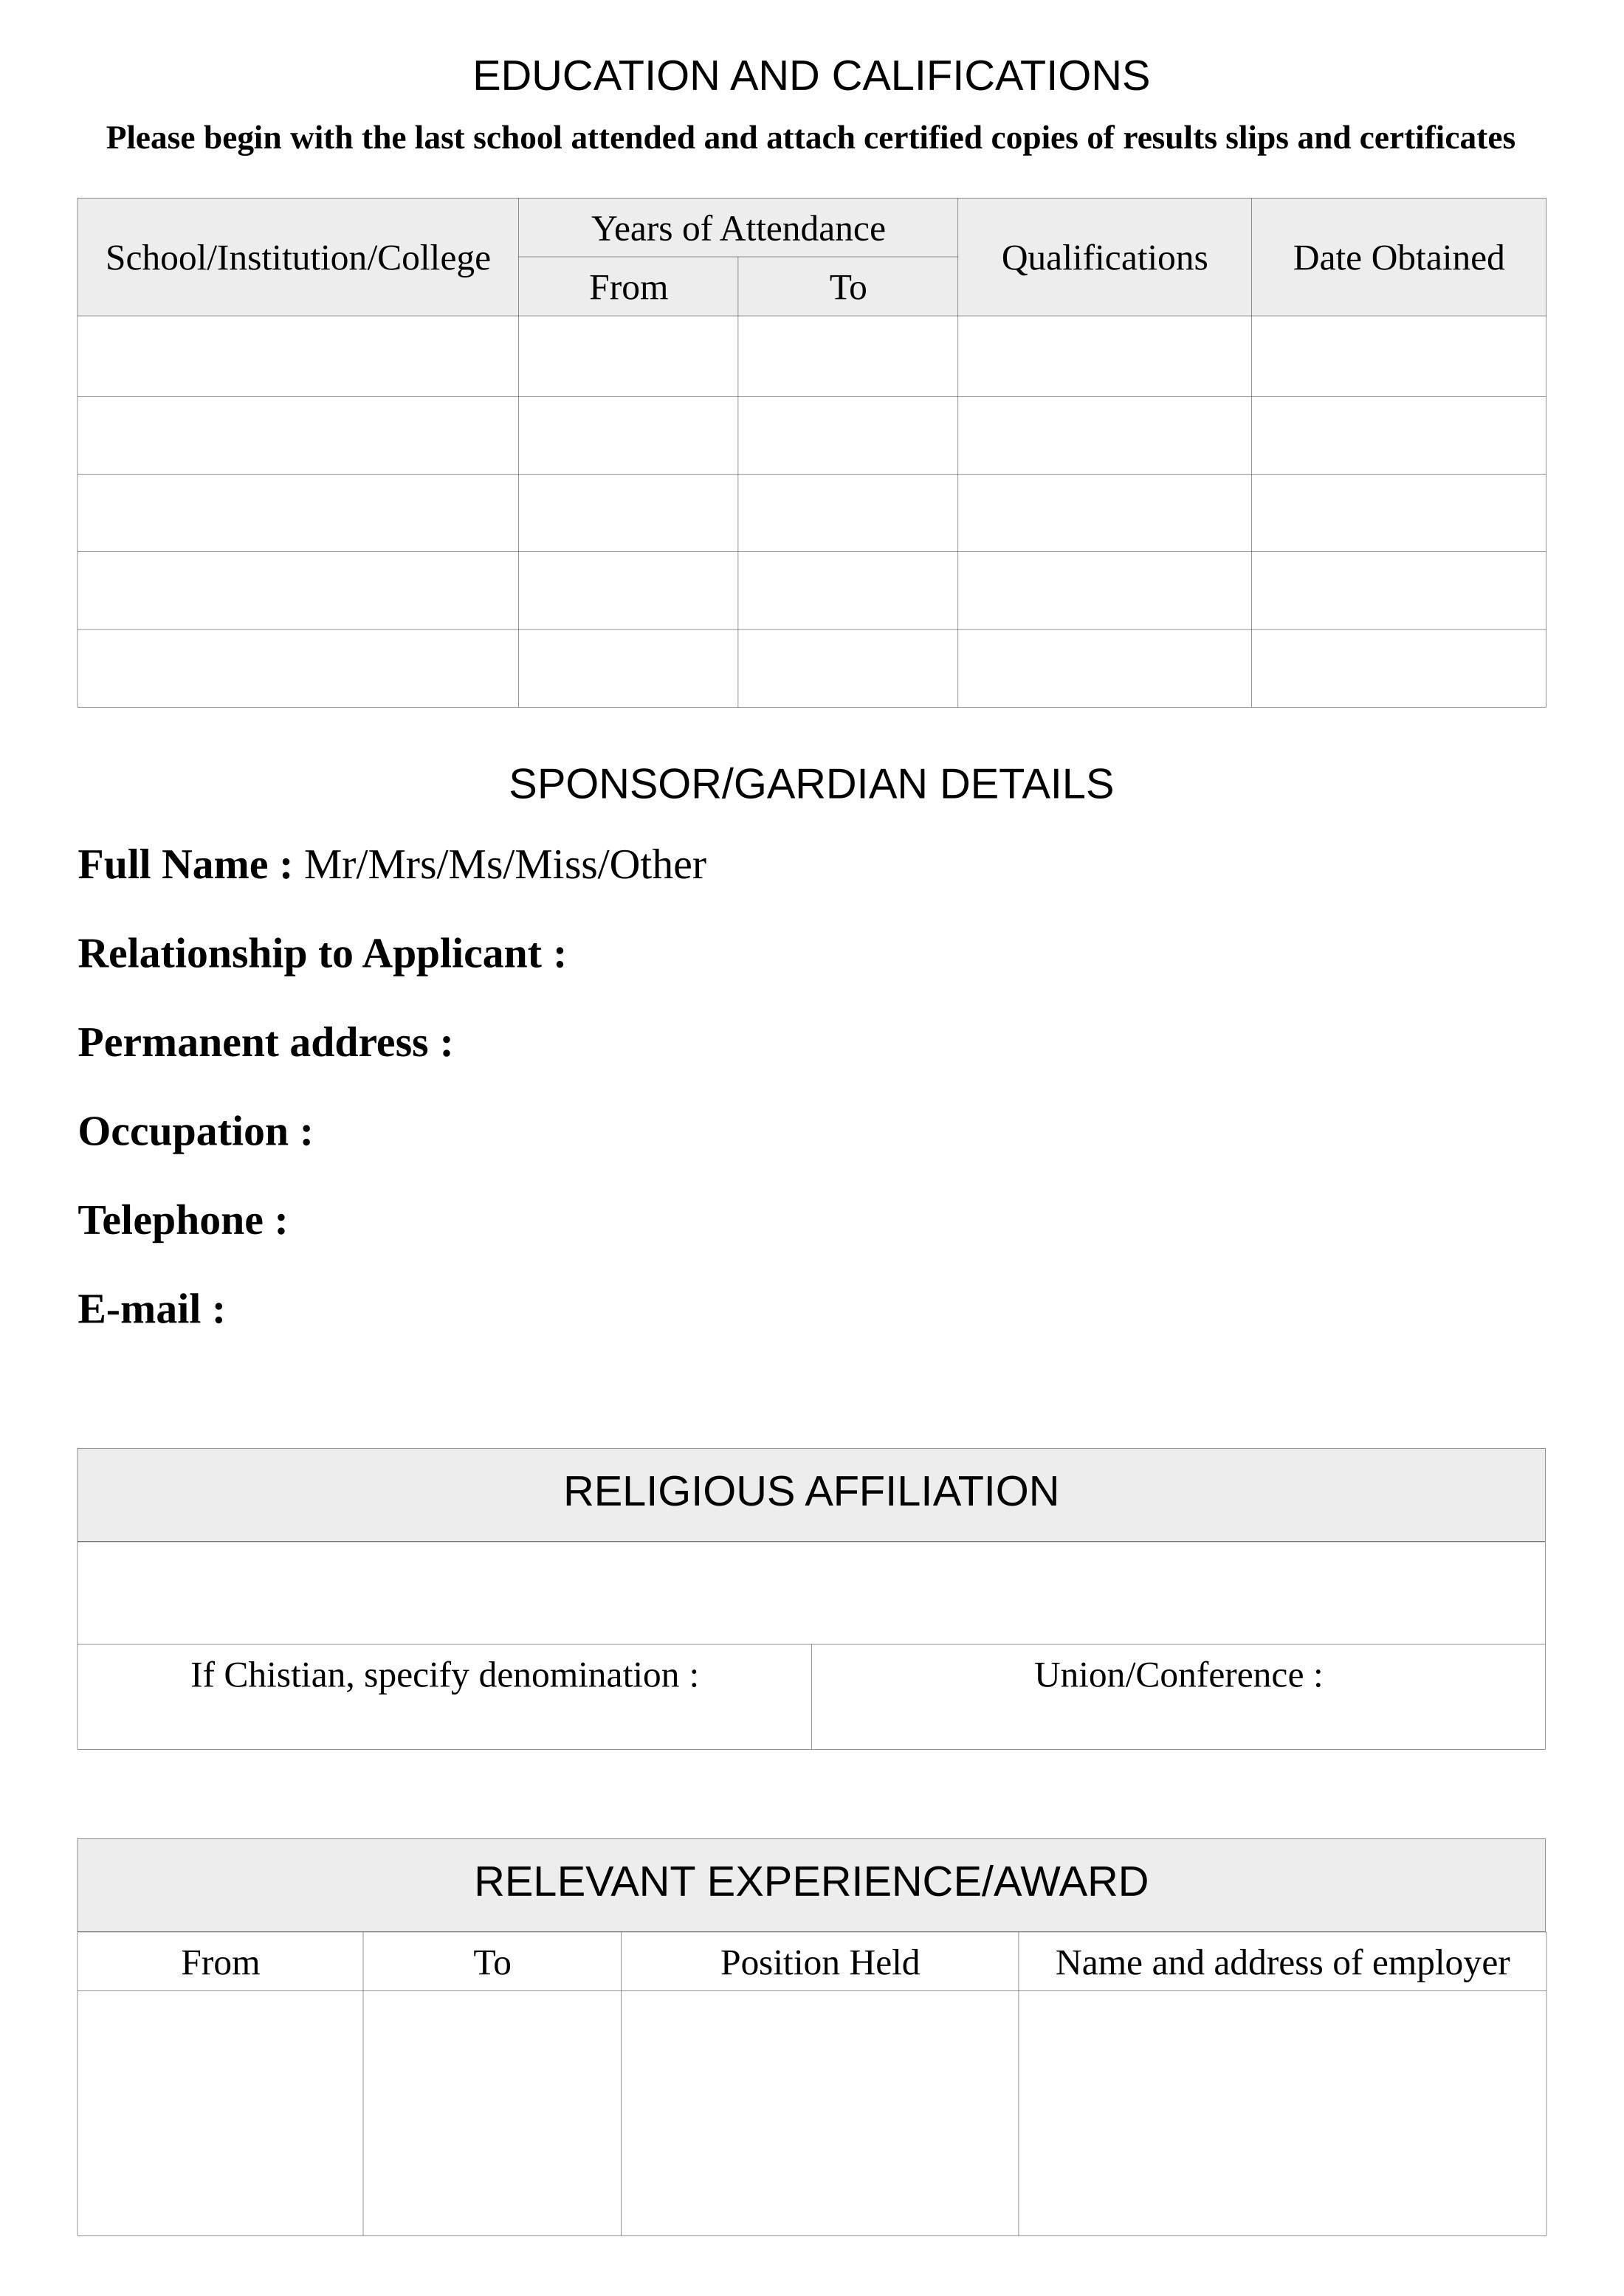 EDUCATION AND CALIFICATIONS
Please begin with the last school attended and attach certified copies of results slips and certificates
School/Institution/College
Years of Attendance
Qualifications
Date Obtained
From
To
SPONSOR/GARDIAN DETAILS
Full Name : Mr/Mrs/Ms/Miss/Other
Relationship to Applicant :
Permanent address :
Occupation :
Telephone :
E-mail :
RELIGIOUS AFFILIATION
If Chistian, specify denomination :
Union/Conference :
RELEVANT EXPERIENCE/AWARD
From
To
Position Held
Name and address of employer